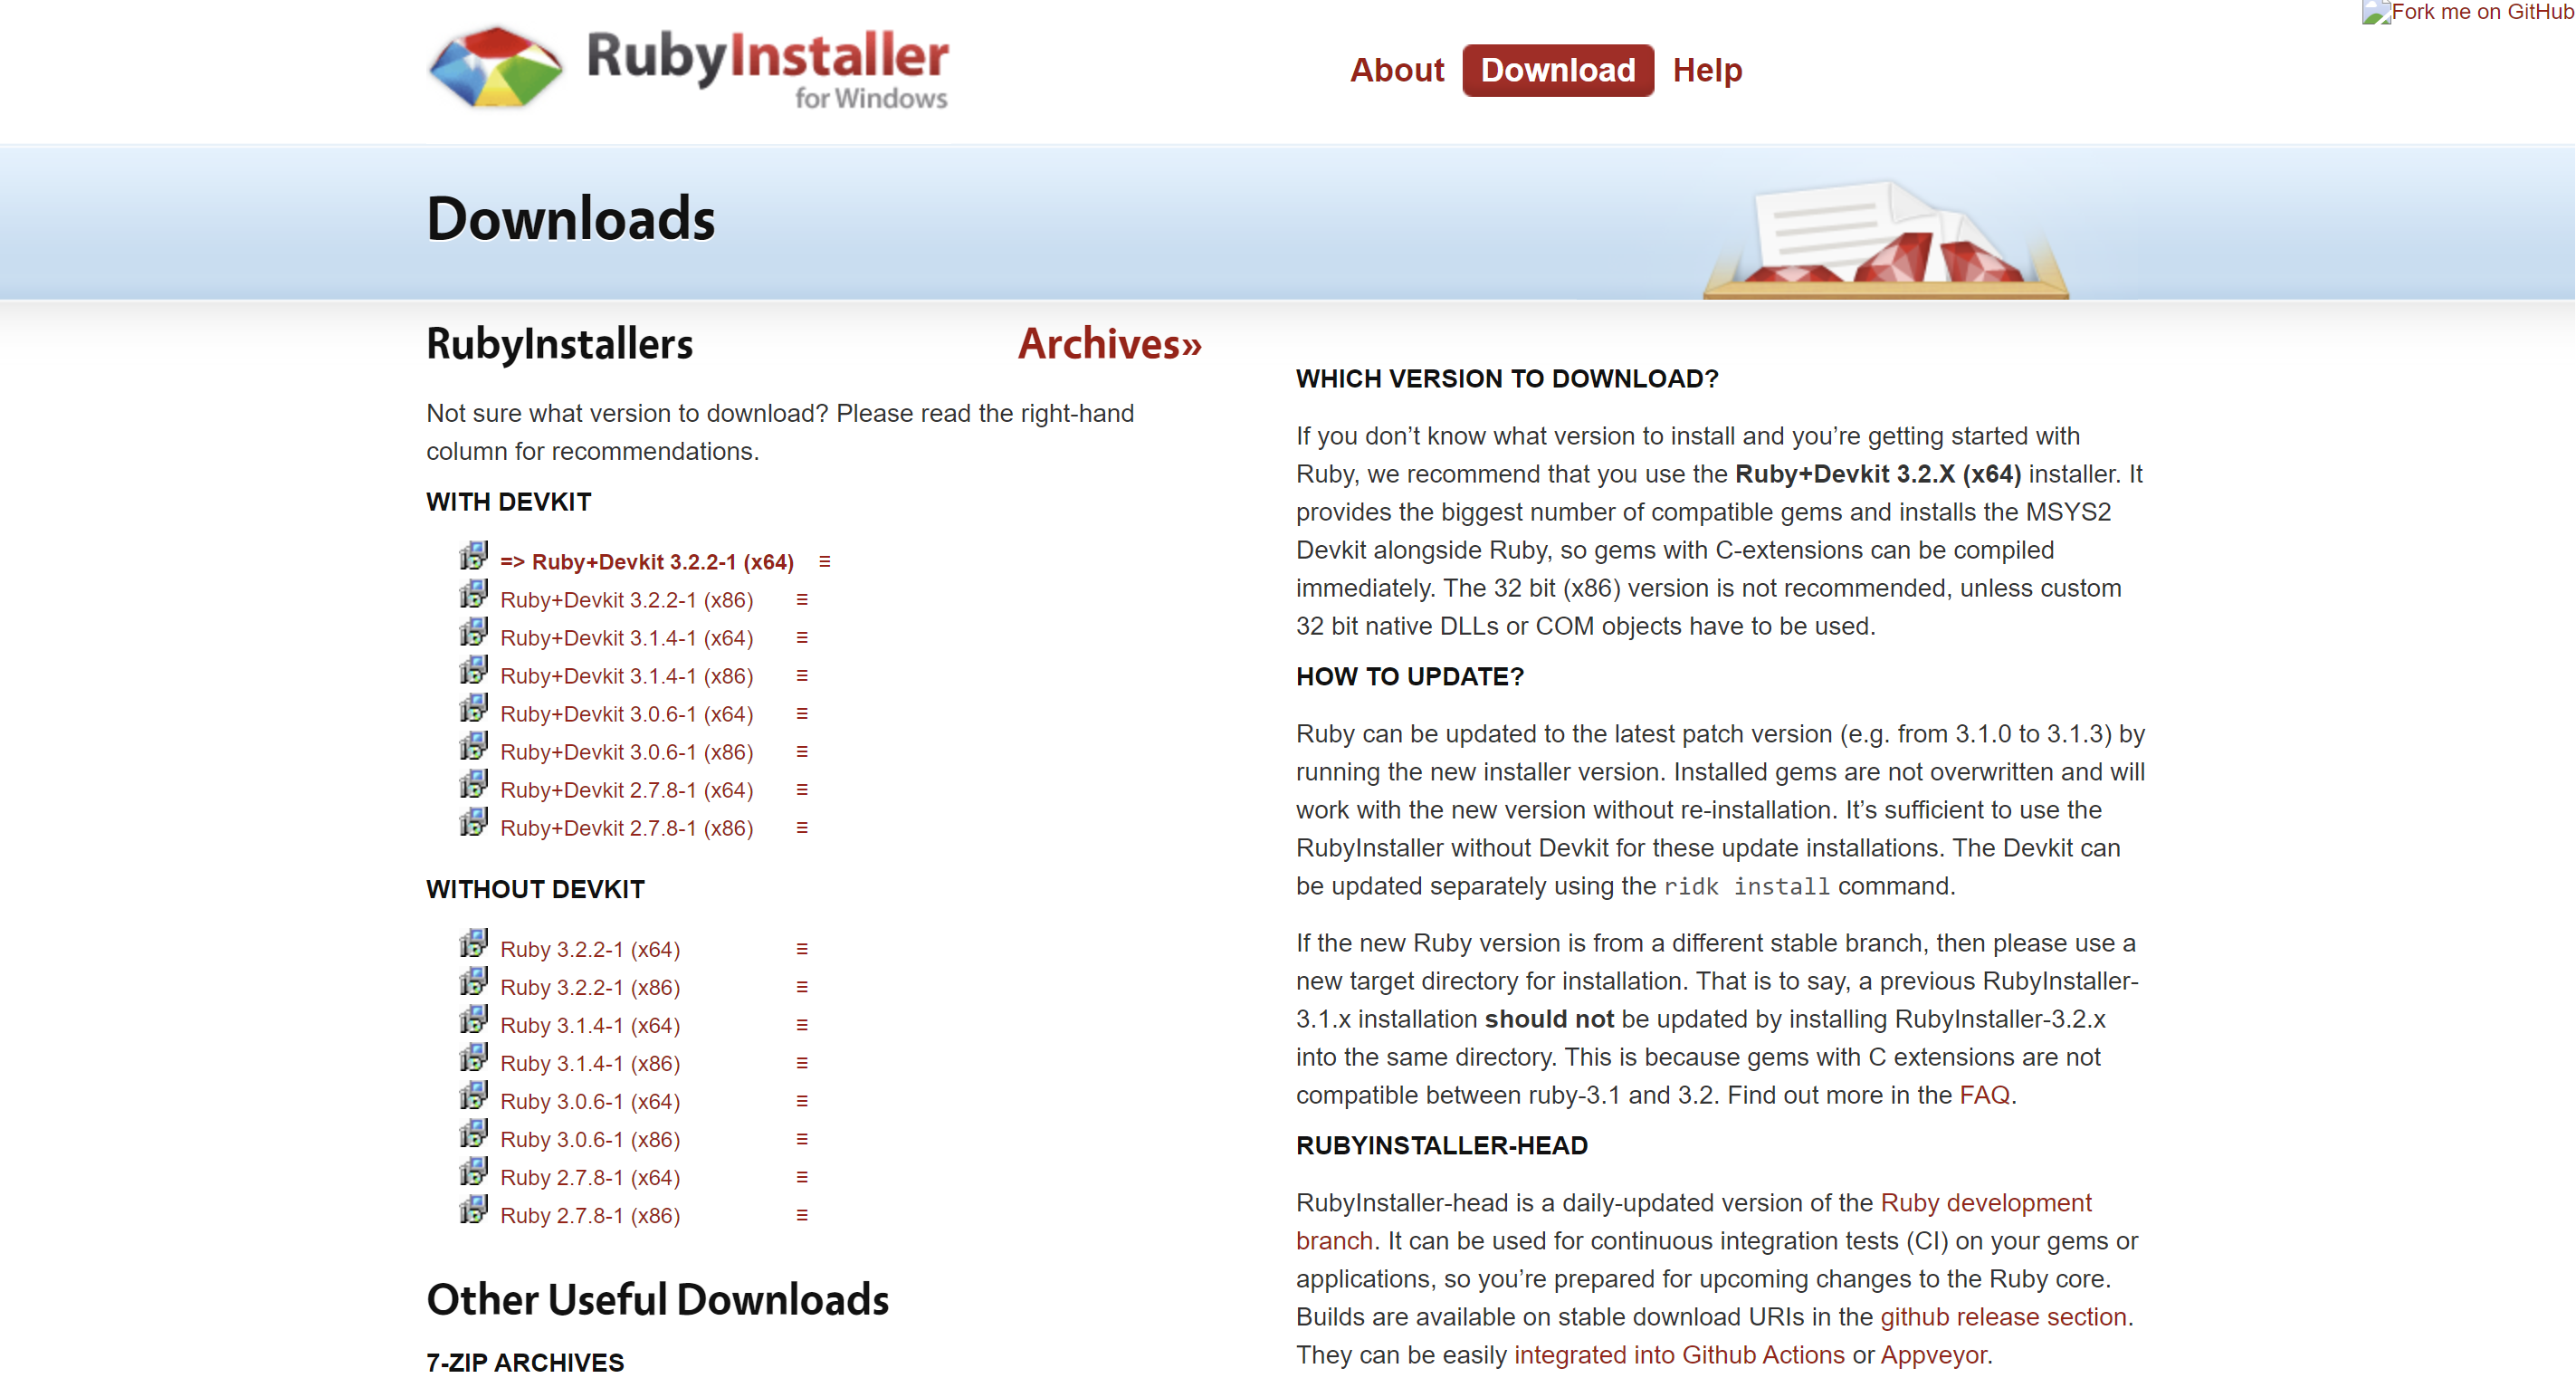 RubyInstaller
for Windows
About Download Help
Fork me on GitHub
Downloads
RubyInstallers
Archives»
Not sure what version to download? Please read the right-hand
column for recommendations.
WITH DEVKIT
=> Ruby+Devkit 3.2.2-1 (x64) ≡
Ruby+Devkit 3.2.2-1 (x86) ≡
Ruby+Devkit 3.1.4-1 (x64) ≡
Ruby+Devkit 3.1.4-1 (x86) ≡
Ruby+Devkit 3.0.6-1 (x64) ≡
Ruby+Devkit 3.0.6-1 (x86) ≡
Ruby+Devkit 2.7.8-1 (x64) ≡
Ruby+Devkit 2.7.8-1 (x86) ≡
WITHOUT DEVKIT
Ruby 3.2.2-1 (x64) ≡
Ruby 3.2.2-1 (x86) ≡
Ruby 3.1.4-1 (x64) ≡
Ruby 3.1.4-1 (x86) ≡
Ruby 3.0.6-1 (x64) ≡
Ruby 3.0.6-1 (x86) ≡
Ruby 2.7.8-1 (x64) ≡
Ruby 2.7.8-1 (x86) ≡
Other Useful Downloads
7-ZIP ARCHIVES
WHICH VERSION TO DOWNLOAD?
If you don’t know what version to install and you’re getting started with
Ruby, we recommend that you use the Ruby+Devkit 3.2.X (x64) installer. It
provides the biggest number of compatible gems and installs the MSYS2
Devkit alongside Ruby, so gems with C-extensions can be compiled
immediately. The 32 bit (x86) version is not recommended, unless custom
32 bit native DLLs or COM objects have to be used.
HOW TO UPDATE?
Ruby can be updated to the latest patch version (e.g. from 3.1.0 to 3.1.3) by
running the new installer version. Installed gems are not overwritten and will
work with the new version without re-installation. It’s sufficient to use the
RubyInstaller without Devkit for these update installations. The Devkit can
be updated separately using the ridk install command.
If the new Ruby version is from a different stable branch, then please use a
new target directory for installation. That is to say, a previous RubyInstaller-
3.1.x installation should not be updated by installing RubyInstaller-3.2.x
into the same directory. This is because gems with C extensions are not
compatible between ruby-3.1 and 3.2. Find out more in the FAQ.
RUBYINSTALLER-HEAD
RubyInstaller-head is a daily-updated version of the Ruby development
branch. It can be used for continuous integration tests (CI) on your gems or
applications, so you’re prepared for upcoming changes to the Ruby core.
Builds are available on stable download URIs in the github release section.
They can be easily integrated into Github Actions or Appveyor.